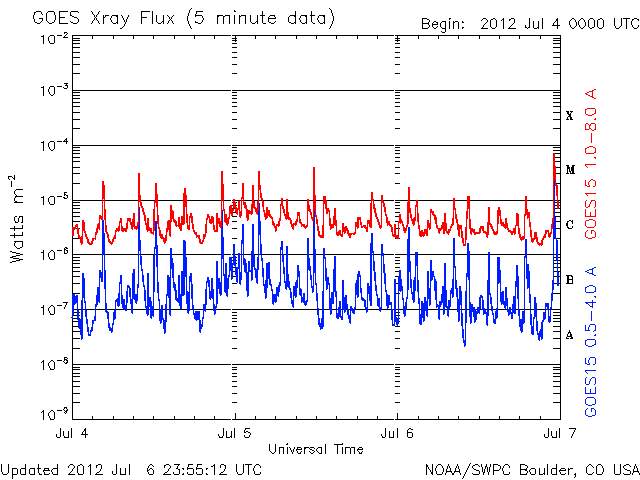 GOES Xray Flux (5 minute data)
Begin: 2012 Jul 4 0000 UTC
10-2
10-3
10-4
10-5
10-6
10-7
10-8
10-9
Watts m-2
X
M
C
B
A
GOES15 1.0-8.0 A
GOES15 0.5-4.0 A
Jul 4
Jul 5
Jul 6
Jul 7
Universal Time
Updated 2012 Jul 6 23:55:12 UTC
NOAA/SWPC Boulder, CO USA